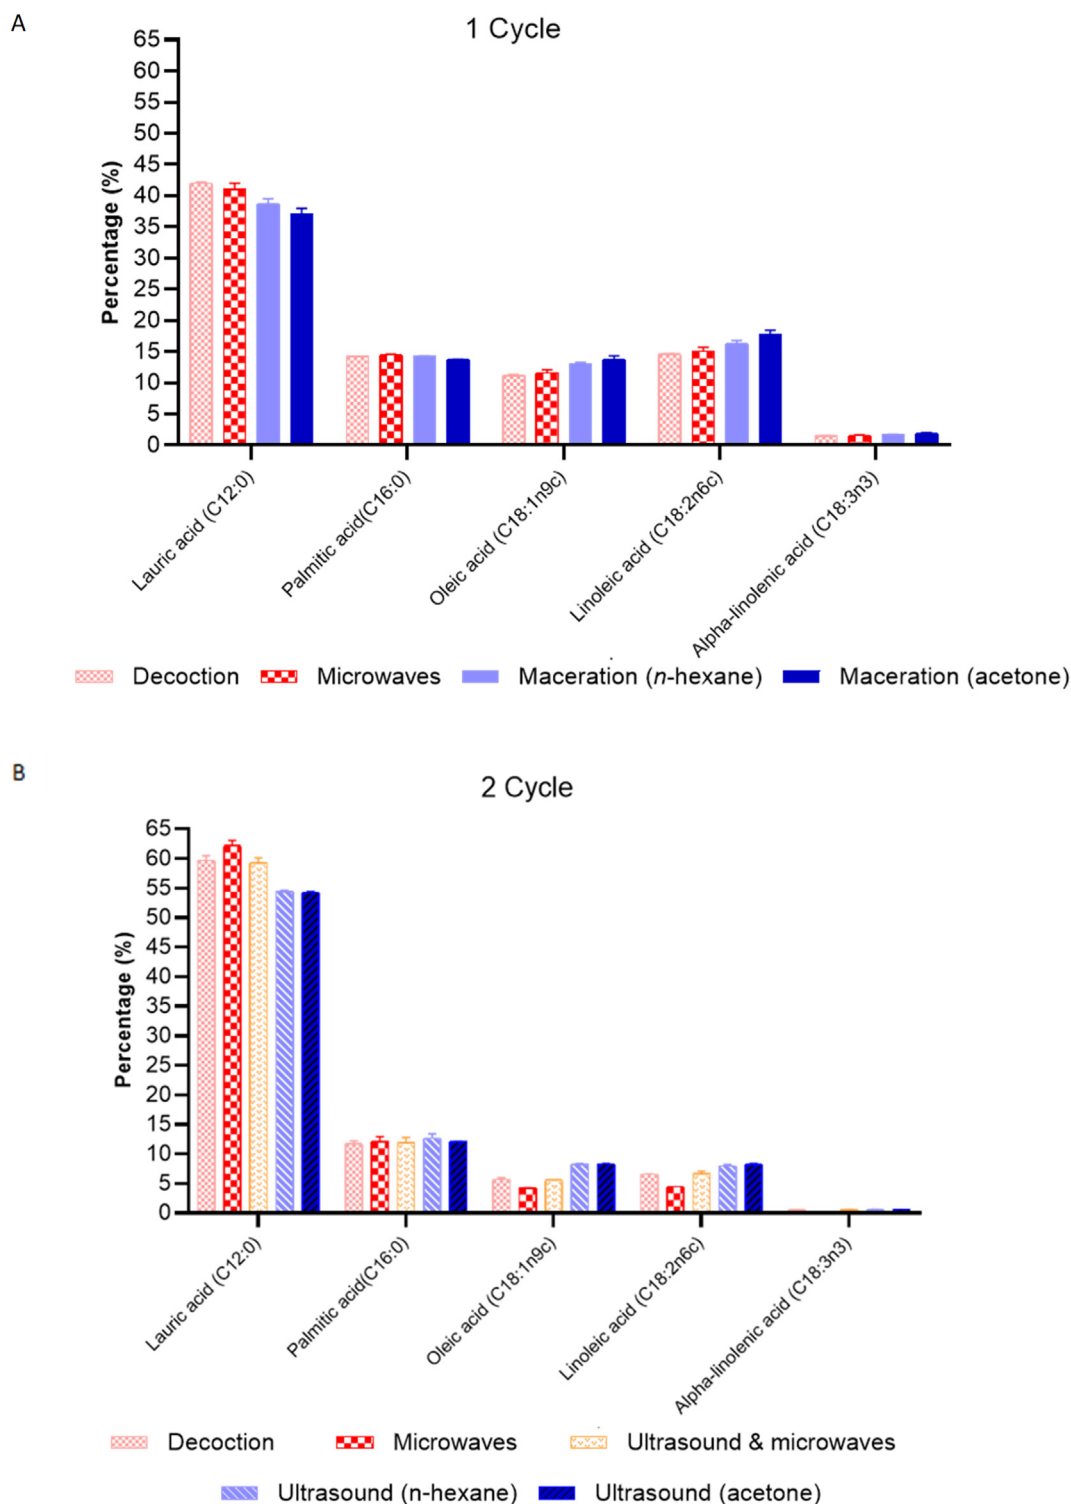 A
1 Cycle
65
60
55
50
45
40
35
30
25
20
15
10
5
0
Percentage (%)
Lauric acid (C12:0)
Palmitic acid(C16:0)
Oleic acid (C18:1n9c)
Linoleic acid (C18:2n6c)
Alpha-linolenic acid (C18:3n3)
Decoction Microwaves Maceration (n-hexane) Maceration (acetone)
B
2 Cycle
65
60
55
50
45
40
35
30
25
20
15
10
5
0
Percentage (%)
Lauric acid (C12:0)
Palmitic acid(C16:0)
Oleic acid (C18:1n9c)
Linoleic acid (C18:2n6c)
Alpha-linolenic acid (C18:3n3)
Decoction Microwaves Ultrasound & microwaves
Ultrasound (n-hexane) Ultrasound (acetone)